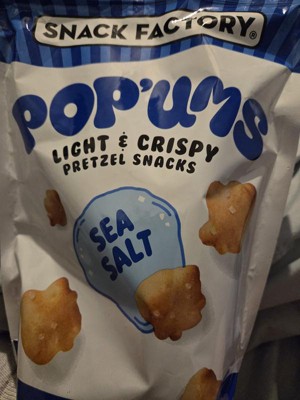 SNACK FACTORY®
POP'UMS
LIGHT & CRISPY
PRETZEL SNACKS
SEA
SALT